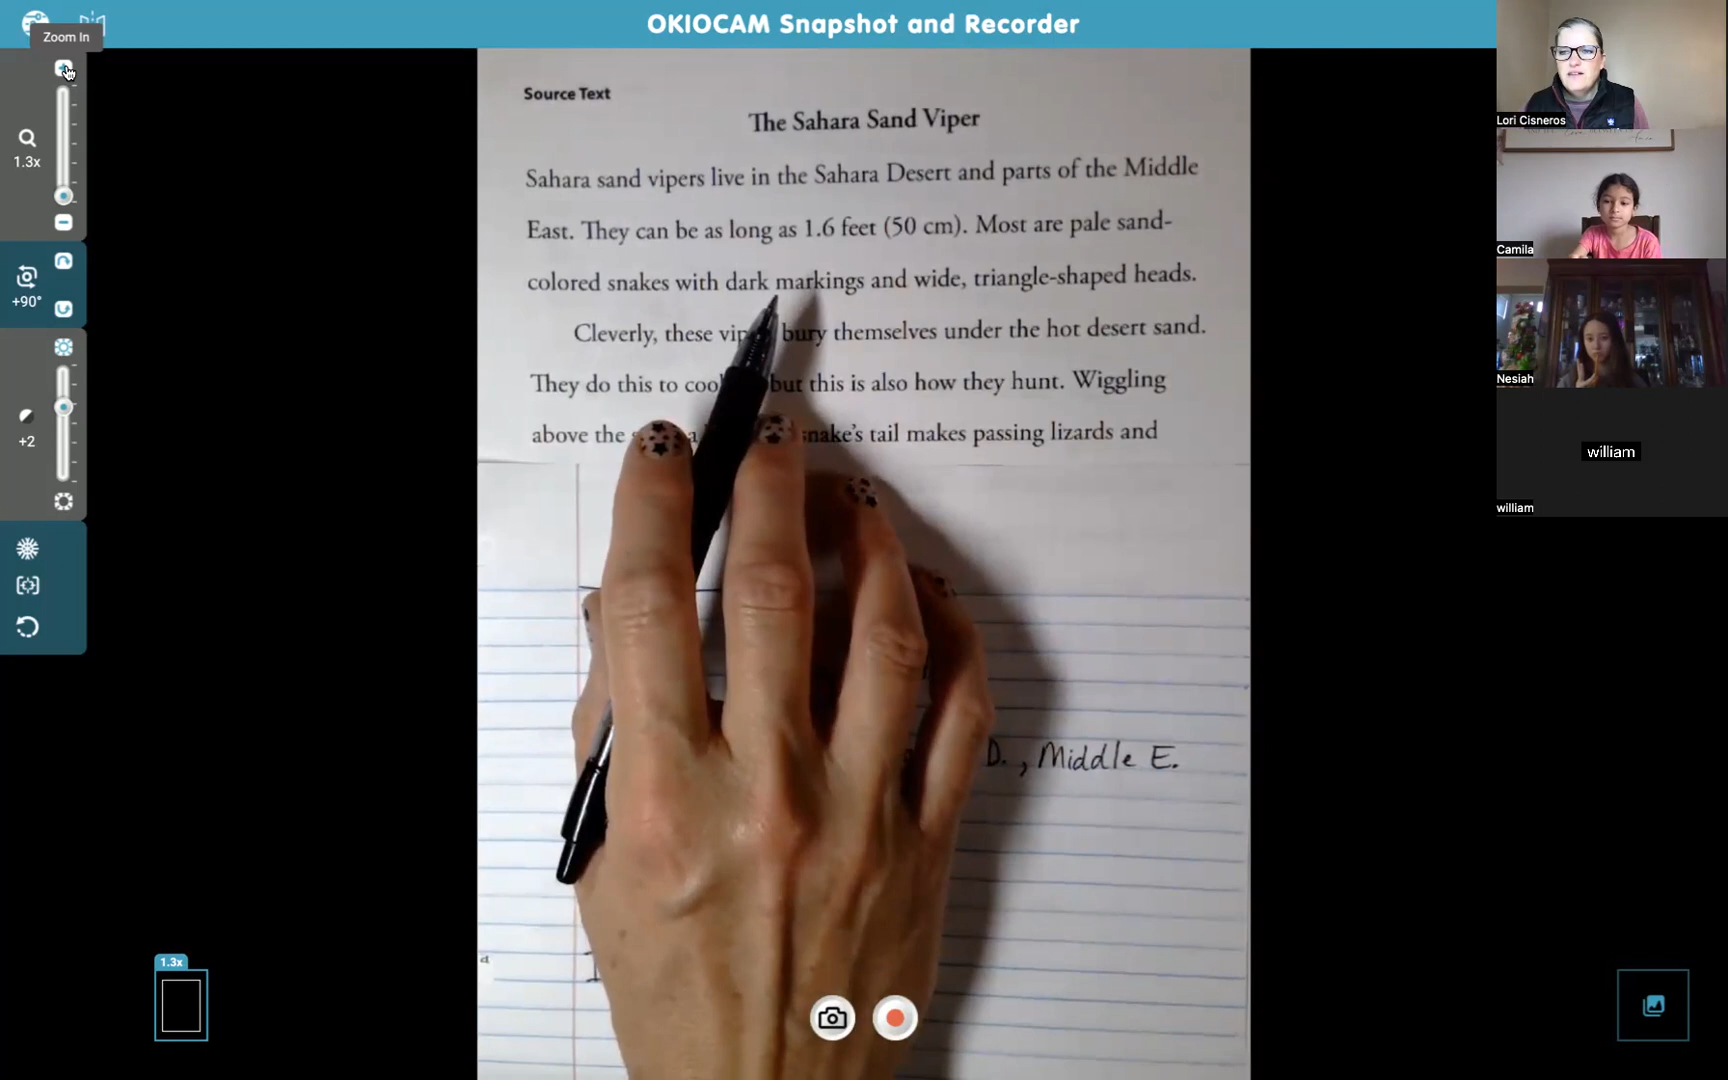 OKIOCAM Snapshot and Recorder
Zoom In
1.3x
+90°
+2
1.3x
Source Text
The Sahara Sand Viper
Sahara sand vipers live in the Sahara Desert and parts of the Middle
East. They can be as long as 1.6 feet (50 cm). Most are pale sand-
colored snakes with dark markings and wide, triangle-shaped heads.
Cleverly, these bury themselves under the hot desert sand.
They do this to but this is also how they hunt. Wiggling
above the snake's tail makes passing lizards and
D., Middle E.
Lori Cisneros
Camila
Nesiah
william
william